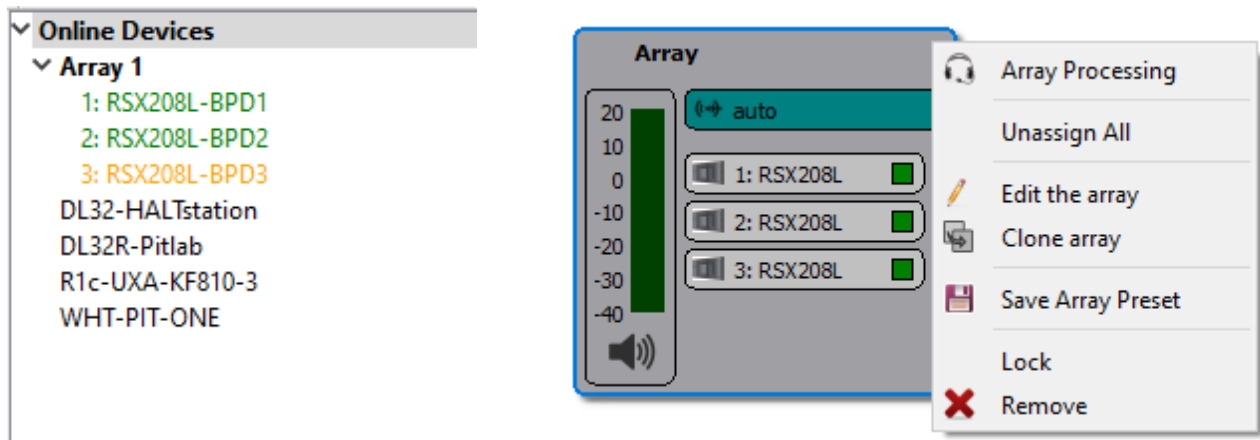 Online Devices
Array 1
1: RSX208L-BPD1
2: RSX208L-BPD2
3: RSX208L-BPD3
DL32-HALTstation
DL32R-Pitlab
R1c-UXA-KF810-3
WHT-PIT-ONE
Array
20
10
0
-10
-20
-30
-40
auto
1: RSX208L
2: RSX208L
3: RSX208L
Array Processing
Unassign All
Edit the array
Clone array
Save Array Preset
Lock
Remove